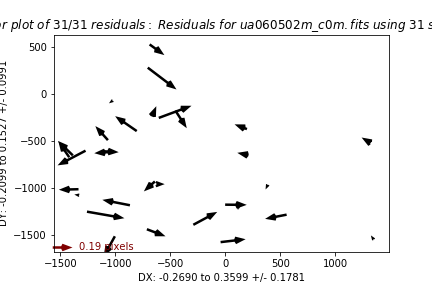 or plot of 31/31 residuals: Residuals for ua060502m_c0m.fits using 31 s
DY: -0.2099 to 0.1527 +/- 0.0991
500
0
−500
−1000
−1500
0.19 pixels
−1500 −1000 −500 0 500 1000
DX: -0.2690 to 0.3599 +/- 0.1781